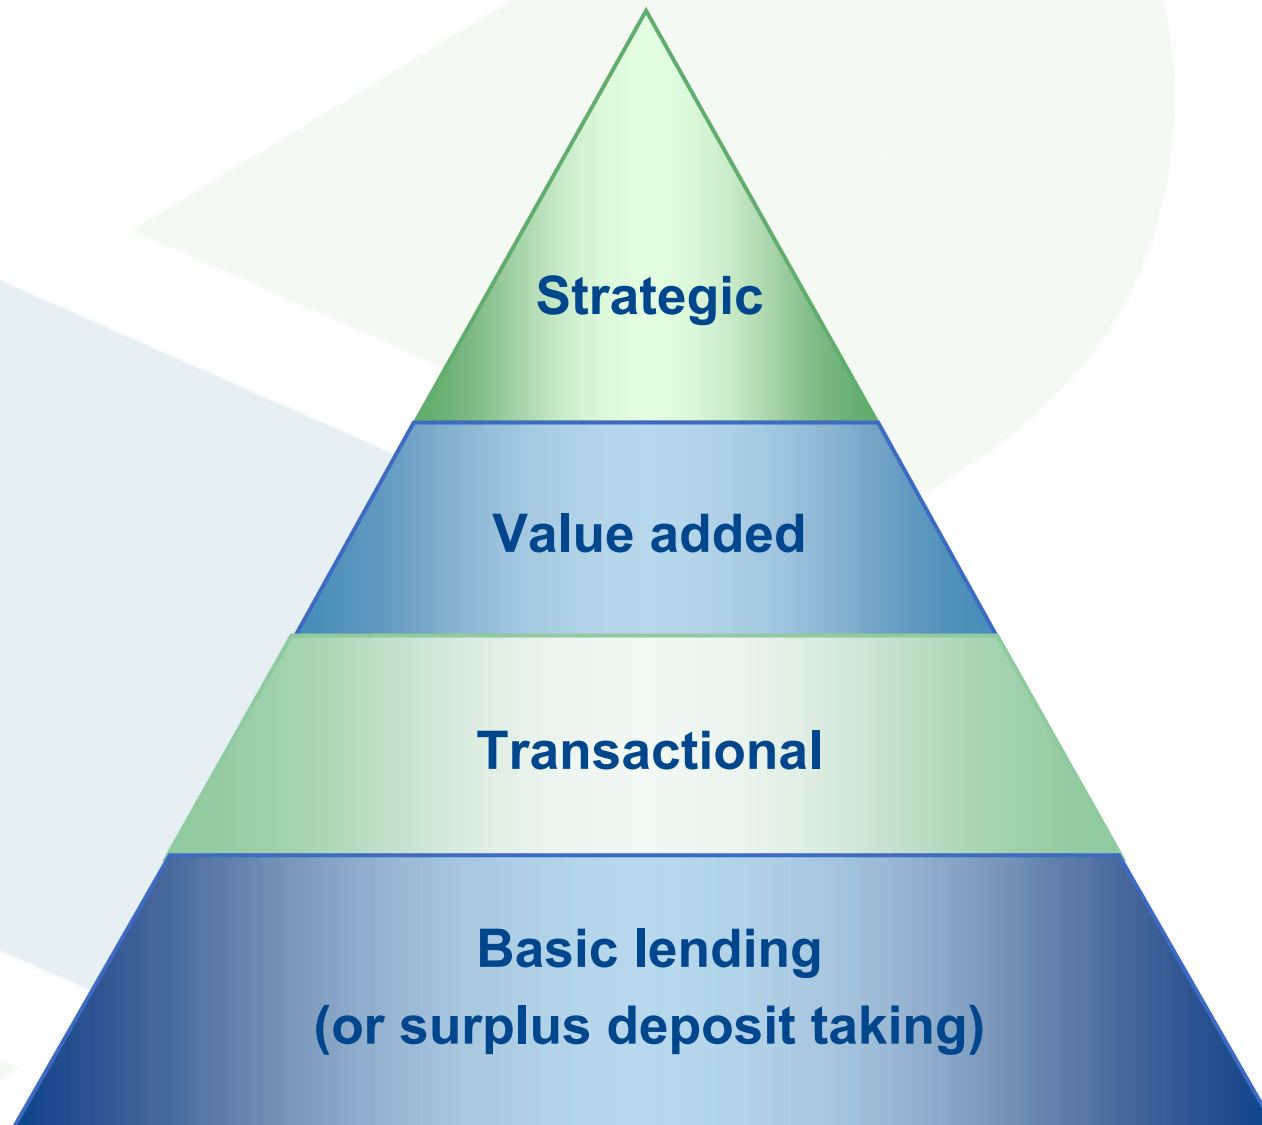 Strategic
Value added
Transactional
Basic lending
(or surplus deposit taking)